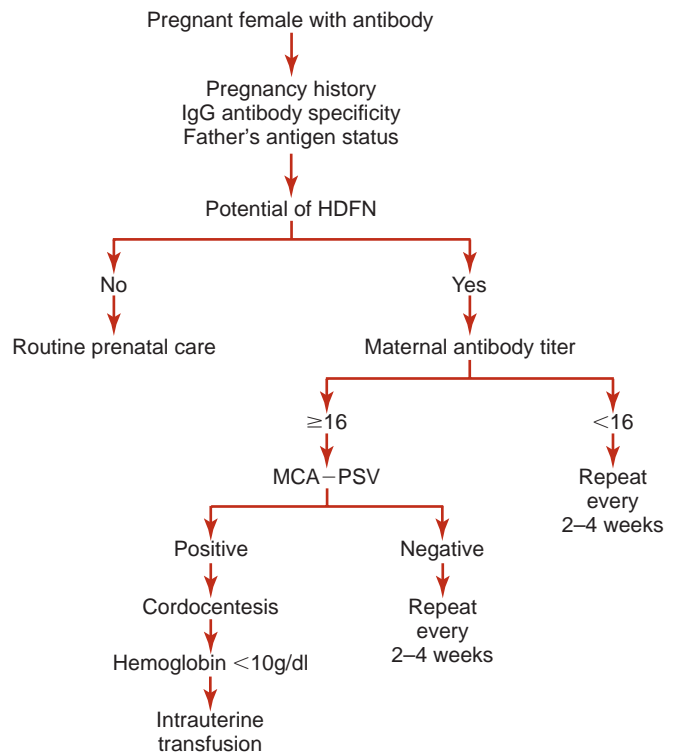 Pregnant female with antibody
Pregnancy history
IgG antibody specificity
Father's antigen status
Potential of HDFN
No
Yes
Routine prenatal care
Maternal antibody titer
≥16
<16
MCA−PSV
Repeat
every
2–4 weeks
Positive
Negative
Cordocentesis
Repeat
every
2–4 weeks
Hemoglobin <10g/dl
Intrauterine
transfusion